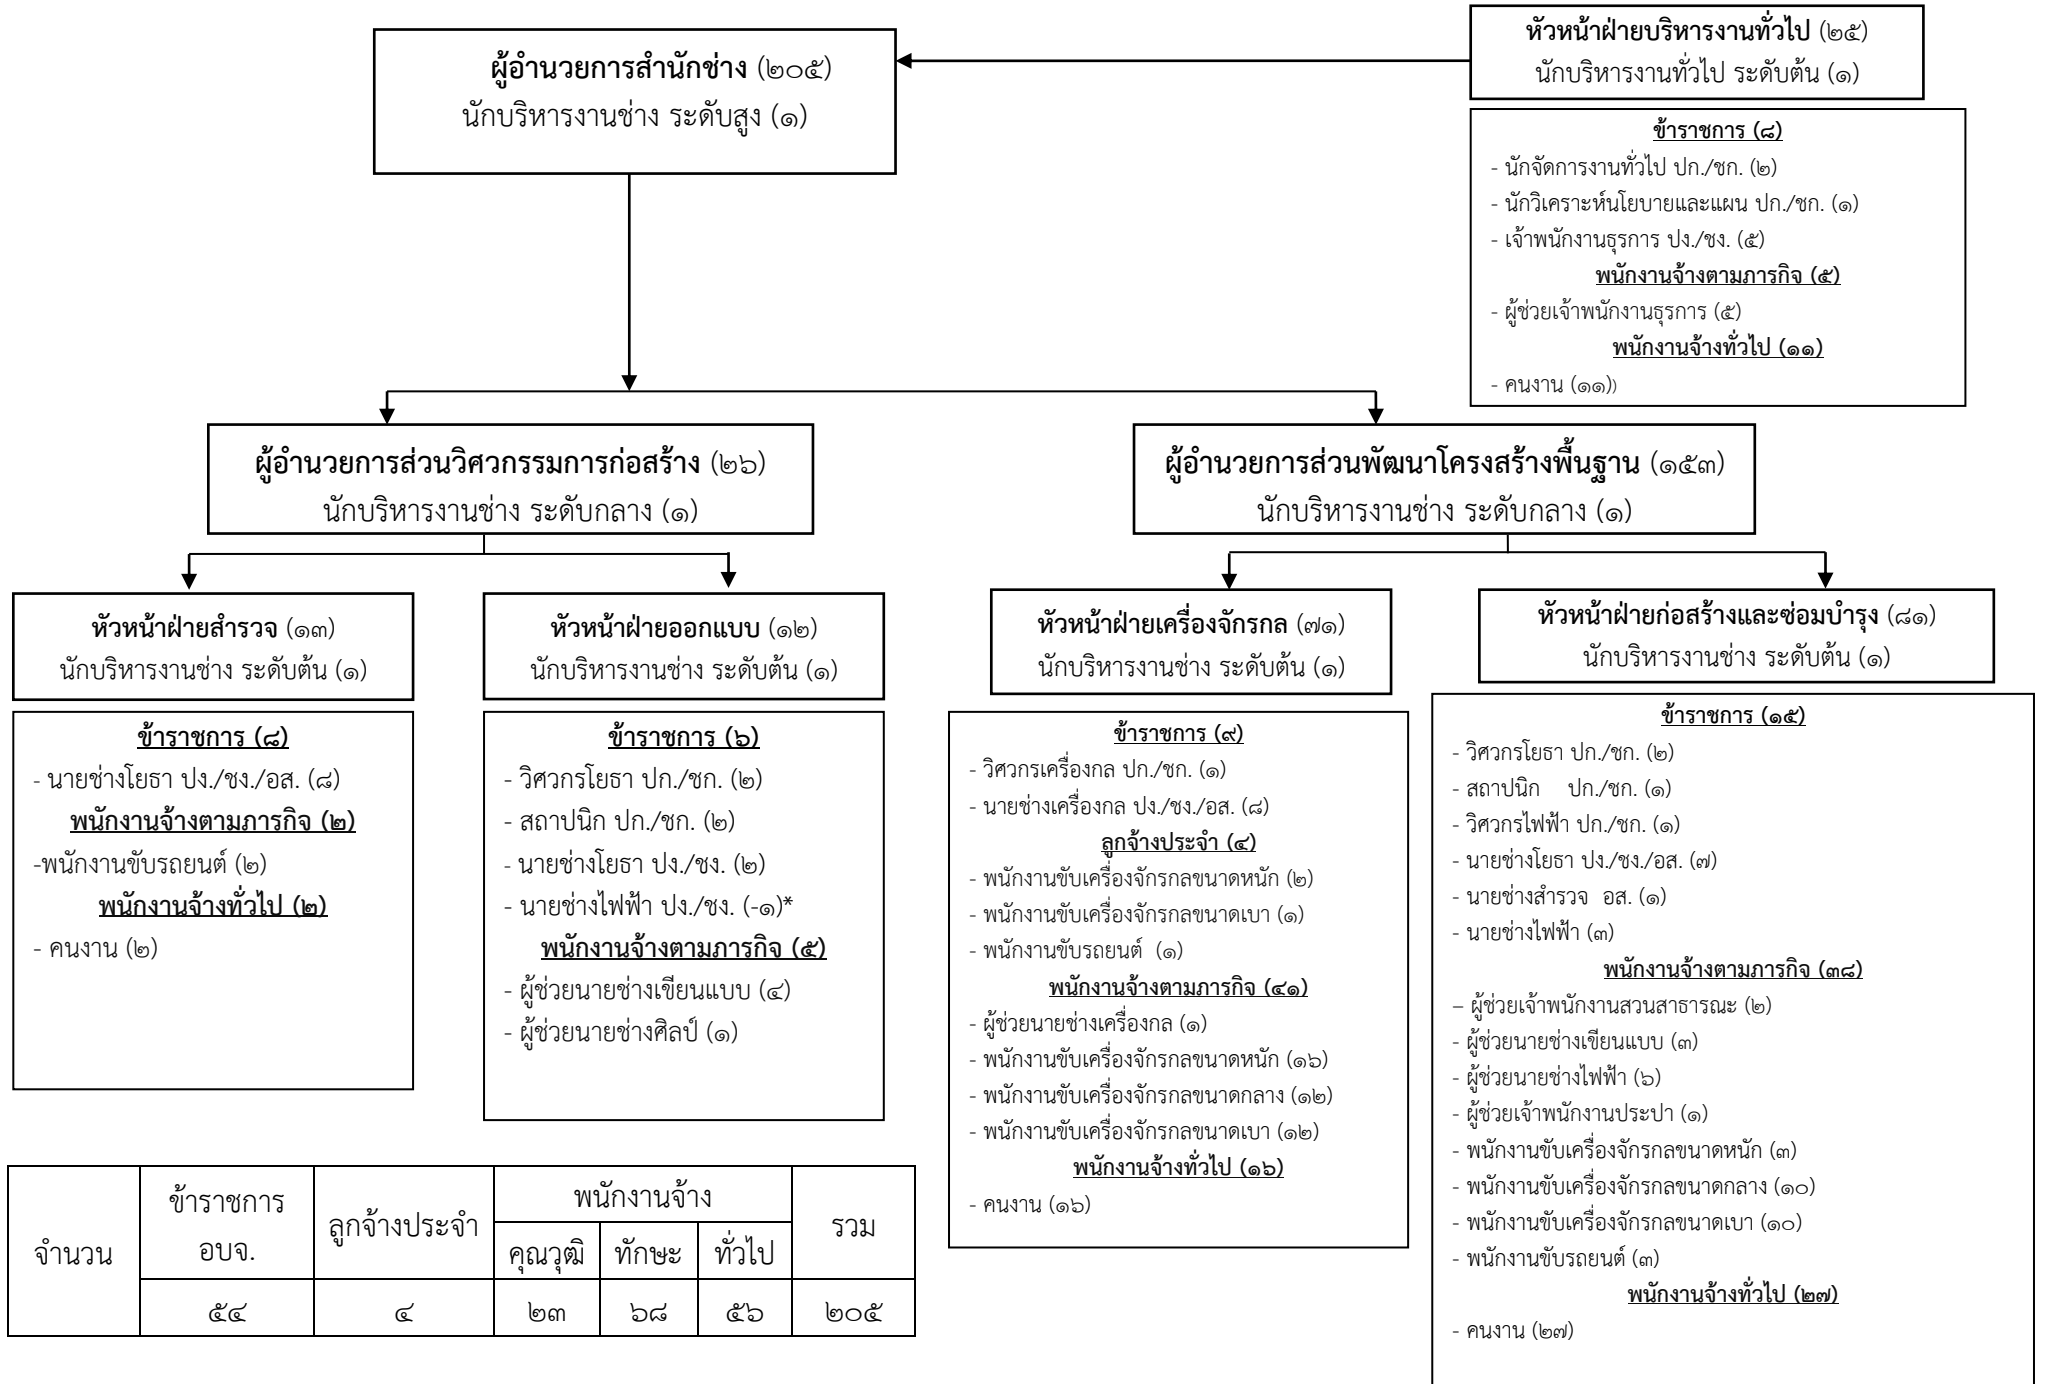 ผู้อำนวยการสำนักช่าง (๒๐๕)
นักบริหารงานช่าง ระดับสูง (๑)
หัวหน้าฝ่ายบริหารงานทั่วไป (๒๕)
นักบริหารงานทั่วไป ระดับต้น (๑)
ข้าราชการ (๘)
- นักจัดการงานทั่วไป ปก./ชก. (๒)
- นักวิเคราะห์นโยบายและแผน ปก./ชก. (๑)
- เจ้าพนักงานธุรการ ปง./ชง. (๕)
พนักงานจ้างตามภารกิจ (๕)
- ผู้ช่วยเจ้าพนักงานธุรการ (๕)
พนักงานจ้างทั่วไป (๑๑)
- คนงาน (๑๑))
ผู้อำนวยการส่วนวิศวกรรมการก่อสร้าง (๒๖)
นักบริหารงานช่าง ระดับกลาง (๑)
ผู้อำนวยการส่วนพัฒนาโครงสร้างพื้นฐาน (๑๕๓)
นักบริหารงานช่าง ระดับกลาง (๑)
หัวหน้าฝ่ายสำรวจ (๑๓)
นักบริหารงานช่าง ระดับต้น (๑)
ข้าราชการ (๘)
- นายช่างโยธา ปง./ชง./อส. (๘)
พนักงานจ้างตามภารกิจ (๒)
-พนักงานขับรถยนต์ (๒)
พนักงานจ้างทั่วไป (๒)
- คนงาน (๒)
หัวหน้าฝ่ายออกแบบ (๑๒)
นักบริหารงานช่าง ระดับต้น (๑)
ข้าราชการ (๖)
- วิศวกรโยธา ปก./ชก. (๒)
- สถาปนิก ปก./ชก. (๒)
- นายช่างโยธา ปง./ชง. (๒)
- นายช่างไฟฟ้า ปง./ชง. (-๑)*
พนักงานจ้างตามภารกิจ (๕)
- ผู้ช่วยนายช่างเขียนแบบ (๔)
- ผู้ช่วยนายช่างศิลป์ (๑)
หัวหน้าฝ่ายเครื่องจักรกล (๗๑)
นักบริหารงานช่าง ระดับต้น (๑)
ข้าราชการ (๙)
- วิศวกรเครื่องกล ปก./ชก. (๑)
- นายช่างเครื่องกล ปง./ชง./อส. (๘)
ลูกจ้างประจำ (๔)
- พนักงานขับเครื่องจักรกลขนาดหนัก (๒)
- พนักงานขับเครื่องจักรกลขนาดเบา (๑)
- พนักงานขับรถยนต์ (๑)
พนักงานจ้างตามภารกิจ (๔๑)
- ผู้ช่วยนายช่างเครื่องกล (๑)
- พนักงานขับเครื่องจักรกลขนาดหนัก (๑๖)
- พนักงานขับเครื่องจักรกลขนาดกลาง (๑๒)
- พนักงานขับเครื่องจักรกลขนาดเบา (๑๒)
พนักงานจ้างทั่วไป (๑๖)
- คนงาน (๑๖)
หัวหน้าฝ่ายก่อสร้างและซ่อมบำรุง (๘๑)
นักบริหารงานช่าง ระดับต้น (๑)
ข้าราชการ (๑๕)
- วิศวกรโยธา ปก./ชก. (๒)
- สถาปนิก ปก./ชก. (๑)
- วิศวกรไฟฟ้า ปก./ชก. (๑)
- นายช่างโยธา ปง./ชง./อส. (๗)
- นายช่างสำรวจ อส. (๑)
- นายช่างไฟฟ้า (๓)
พนักงานจ้างตามภารกิจ (๓๘)
– ผู้ช่วยเจ้าพนักงานสวนสาธารณะ (๒)
- ผู้ช่วยนายช่างเขียนแบบ (๓)
- ผู้ช่วยนายช่างไฟฟ้า (๖)
- ผู้ช่วยเจ้าพนักงานประปา (๑)
- พนักงานขับเครื่องจักรกลขนาดหนัก (๓)
- พนักงานขับเครื่องจักรกลขนาดกลาง (๑๐)
- พนักงานขับเครื่องจักรกลขนาดเบา (๑๐)
- พนักงานขับรถยนต์ (๓)
พนักงานจ้างทั่วไป (๒๗)
- คนงาน (๒๗)
จำนวน
ข้าราชการ
อบจ.
ลูกจ้างประจำ
พนักงานจ้าง
รวม
คุณวุฒิ ทักษะ ทั่วไป
๕๔ ๔ ๒๓ ๖๘ ๕๖ ๒๐๕